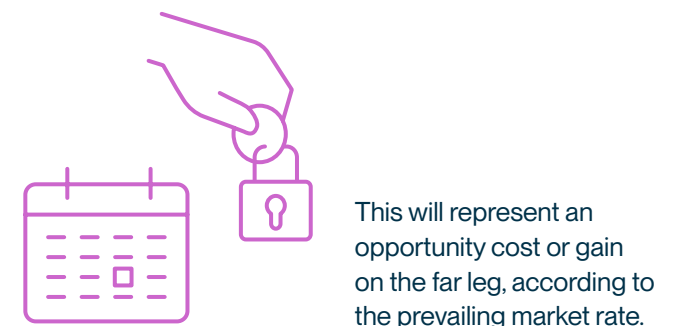 This will represent an
opportunity cost or gain
on the far leg, according to
the prevailing market rate.